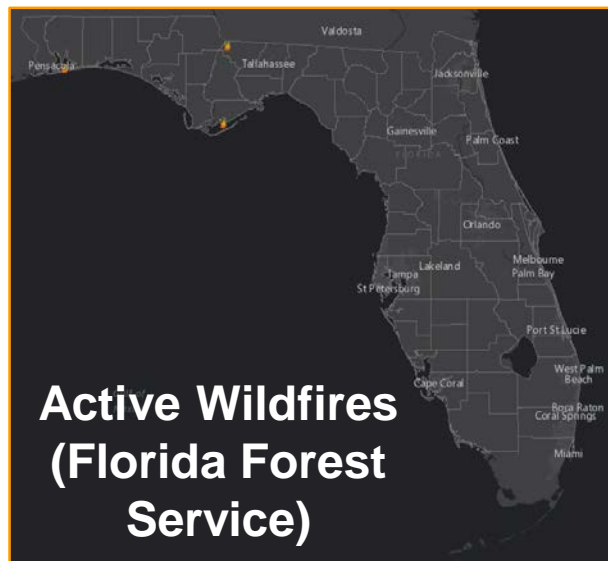 Valdosta
Pensacola
Tallahassee
Jacksonville
Gainesville
Palm Coast
FLORIDA
Orlando
Melbourne
Lakeland
Palm Bay
Tampa
St Petersburg
Port St Lucie
West Palm
Beach
Cape Coral
Boca Raton
Coral Springs
Miami
Active Wildfires
(Florida Forest
Service)